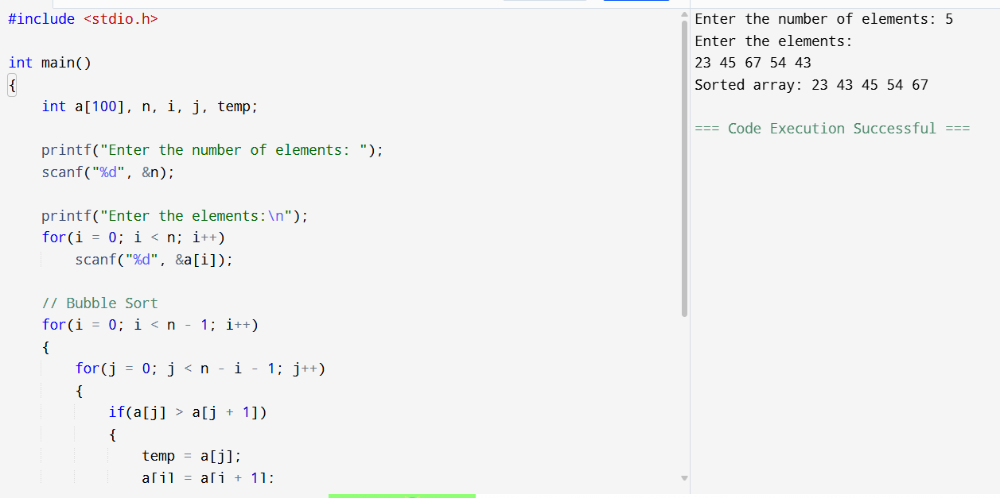 #include <stdio.h>
int main()
{
    int a[100], n, i, j, temp;
    printf("Enter the number of elements: ");
    scanf("%d", &n);
    printf("Enter the elements:\n");
    for(i = 0; i < n; i++)
        scanf("%d", &a[i]);
    // Bubble Sort
    for(i = 0; i < n - 1; i++)
    {
        for(j = 0; j < n - i - 1; j++)
        {
            if(a[j] > a[j + 1])
            {
                temp = a[j];
                a[j] = a[j + 1];
Enter the number of elements: 5
Enter the elements:
23 45 67 54 43
Sorted array: 23 43 45 54 67
=== Code Execution Successful ===